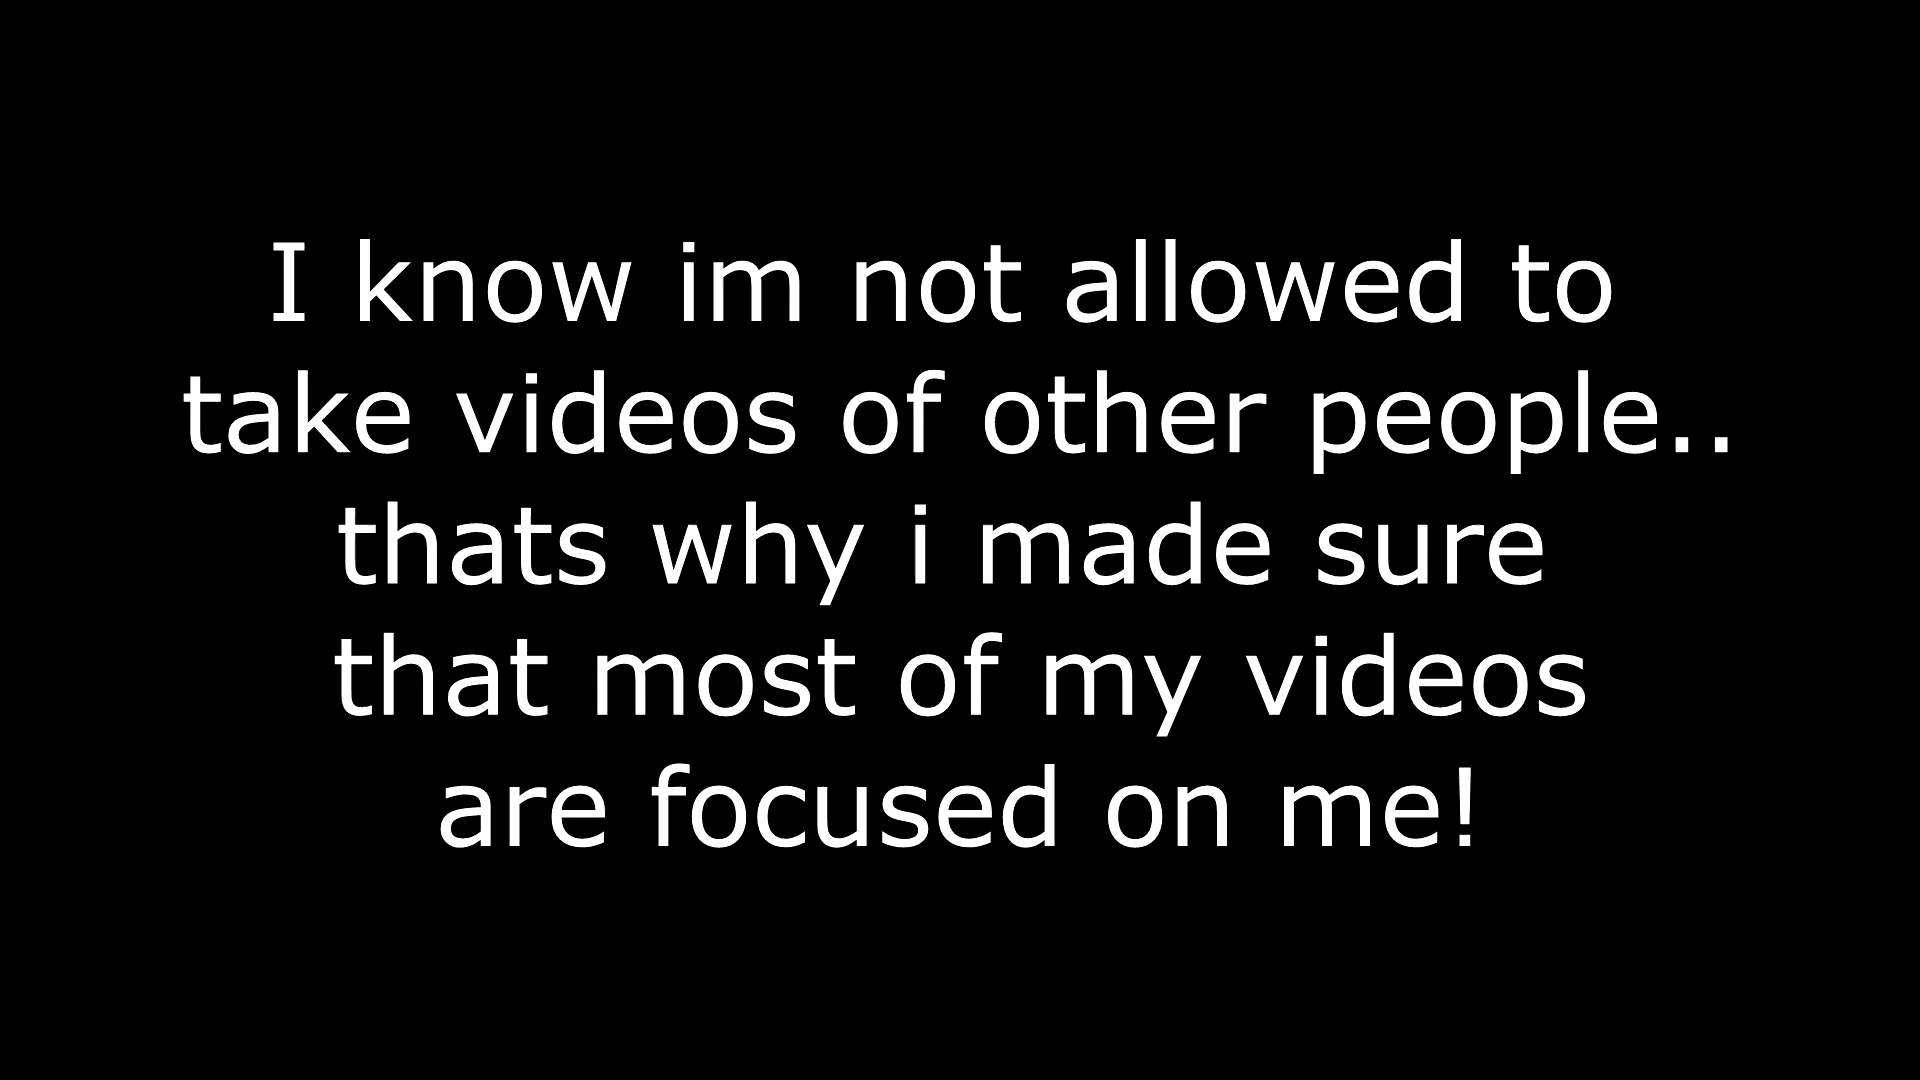 I know im not allowed to
take videos of other people..
thats why i made sure
that most of my videos
are focused on me!